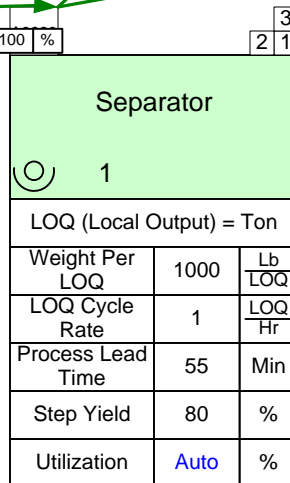 100 %
3
2 1
Separator
1
LOQ (Local Output) = Ton
Weight Per LOQ 1000 Lb/LOQ
LOQ Cycle Rate 1 LOQ/Hr
Process Lead Time 55 Min
Step Yield 80 %
Utilization Auto %